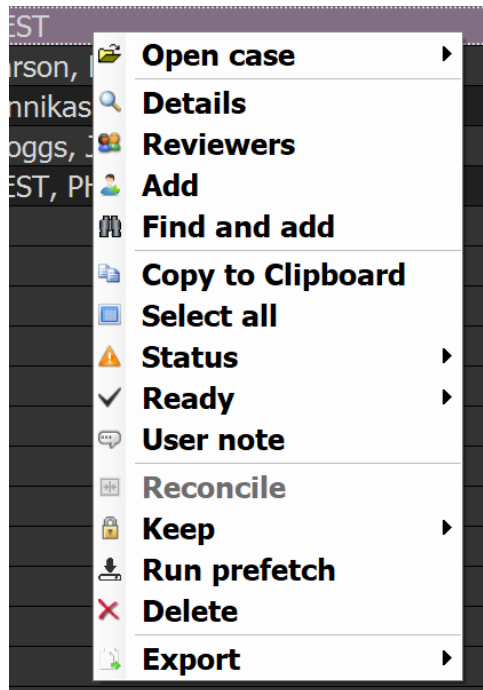 EST
Open case
Details
Reviewers
Add
Find and add
Copy to Clipboard
Select all
Status
Ready
User note
Reconcile
Keep
Run prefetch
Delete
Export
rson,
nnikas
oggs, J
EST, PH